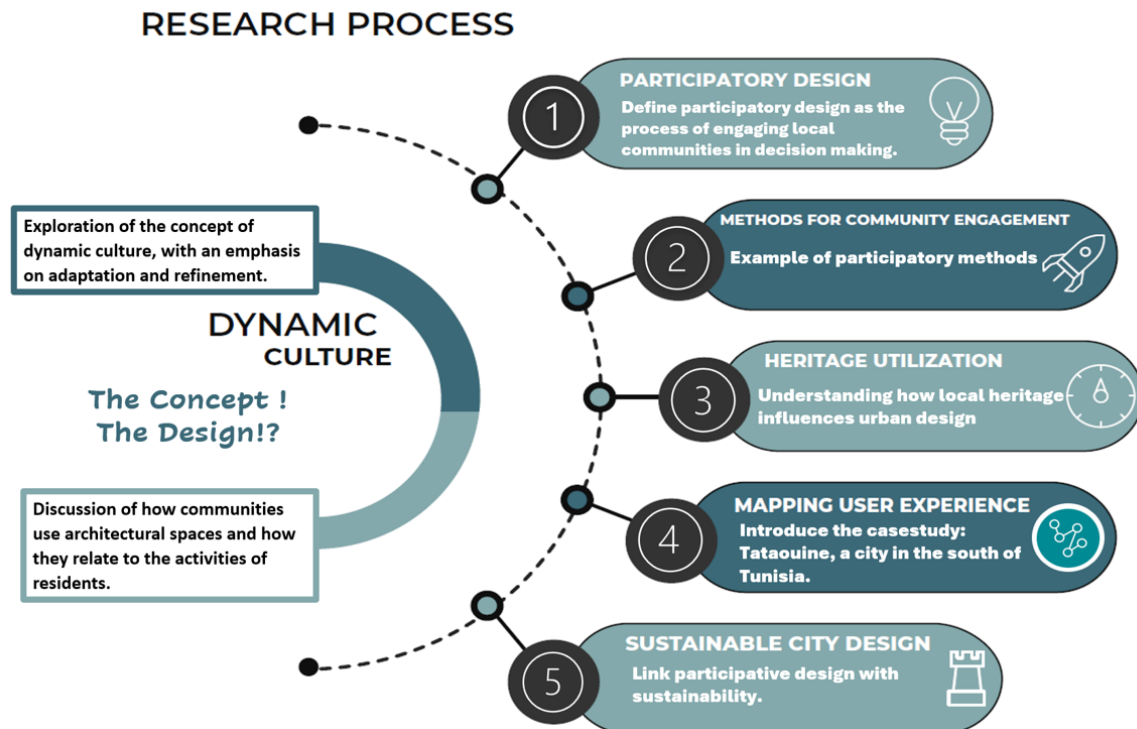 RESEARCH PROCESS
1
PARTICIPATORY DESIGN
Define participatory design as the
process of engaging local
communities in decision making.
Exploration of the concept of
dynamic culture, with an emphasis
on adaptation and refinement.
2
METHODS FOR COMMUNITY ENGAGEMENT
Example of participatory methods
DYNAMIC
CULTURE
The Concept !
The Design!?
3
HERITAGE UTILIZATION
Understanding how local heritage
influences urban design
Discussion of how communities
use architectural spaces and how
they relate to the activities of
residents.
4
MAPPING USER EXPERIENCE
Introduce the casestudy:
Tataouine, a city in the south of
Tunisia.
5
SUSTAINABLE CITY DESIGN
Link participative design with
sustainability.